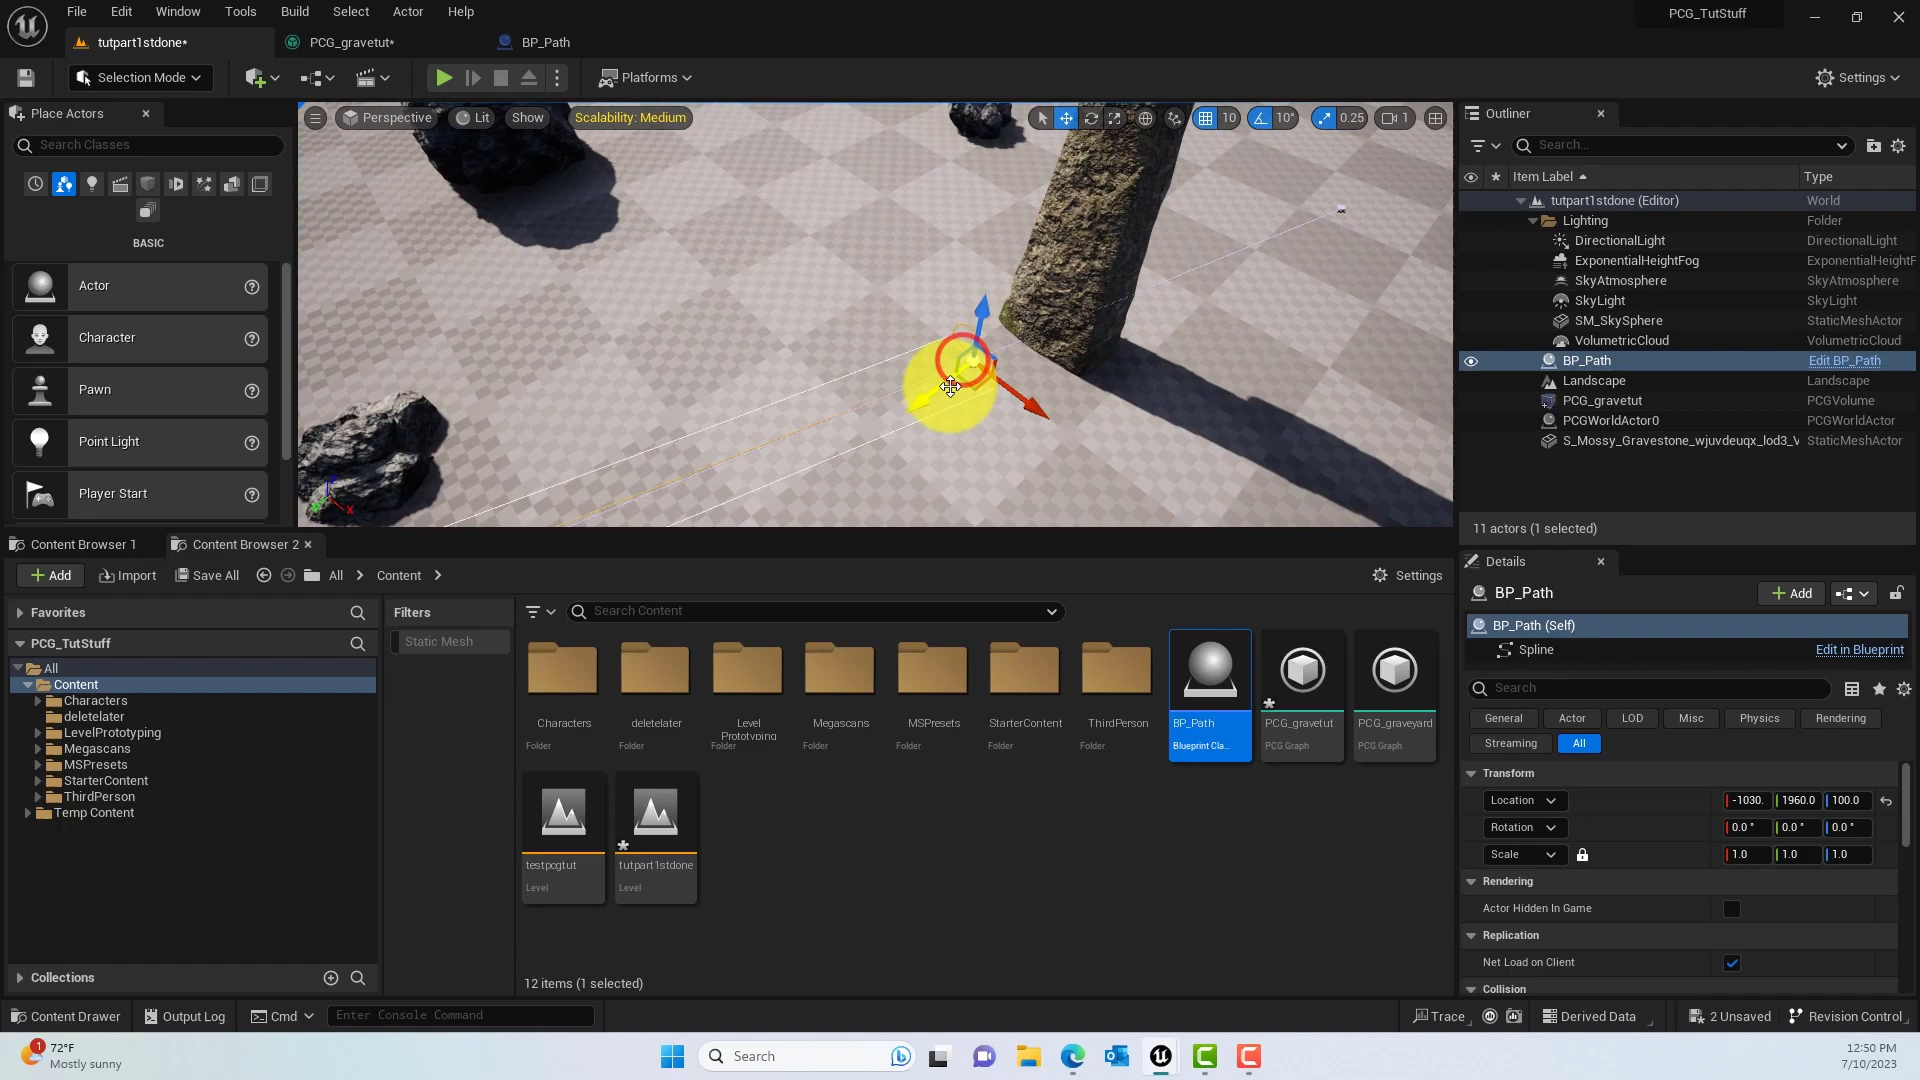 File Edit Window Tools Build Select Actor Help
PCG_TutStuff
tutpart1stdone*
PCG_gravetut*
BP_Path
Selection Mode
Platforms
Settings
Place Actors
Search Classes
BASIC
Actor
Character
Pawn
Point Light
Player Start
Perspective
Lit
Show
Scalability: Medium
10
10°
0.25
1
X
Outliner
Search...
Item Label
Type
tutpart1stdone (Editor) World
Lighting Folder
DirectionalLight DirectionalLight
ExponentialHeightFog ExponentialHeightF
SkyAtmosphere SkyAtmosphere
SkyLight SkyLight
SM_SkySphere StaticMeshActor
VolumetricCloud VolumetricCloud
BP_Path Edit BP_Path
Landscape Landscape
PCG_gravetut PCGVolume
PCGWorldActor0 PCGWorldActor
S_Mossy_Gravestone_wjuvdeuqx_lod3_V StaticMeshActor
11 actors (1 selected)
Content Browser 1
Content Browser 2
Add
Import
Save All
All
Content
Settings
Favorites
PCG_TutStuff
All
Content
Characters
deletelater
LevelPrototyping
Megascans
MSPresets
StarterContent
ThirdPerson
Temp Content
Collections
Filters
Static Mesh
Search Content
Characters
Folder
deletelater
Folder
Level
Prototyping
Folder
Megascans
Folder
MSPresets
Folder
StarterContent
Folder
ThirdPerson
Folder
BP_Path
Blueprint Cla...
PCG_gravetut
PCG Graph
PCG_graveyard
PCG Graph
testpcgtut
Level
tutpart1stdone
Level
12 items (1 selected)
Details
BP_Path
Add
BP_Path (Self)
Spline
Edit in Blueprint
Search
General Actor LOD Misc Physics Rendering
Streaming All
Transform
Location -1030. 1960.0 100.0
Rotation 0.0 ° 0.0 ° 0.0 °
Scale 1.0 1.0 1.0
Rendering
Actor Hidden In Game
Replication
Net Load on Client
Collision
Content Drawer
Output Log
Cmd
Enter Console Command
Trace
Derived Data
2 Unsaved
Revision Control
1
72°F
Mostly sunny
Search
12:50 PM
7/10/2023